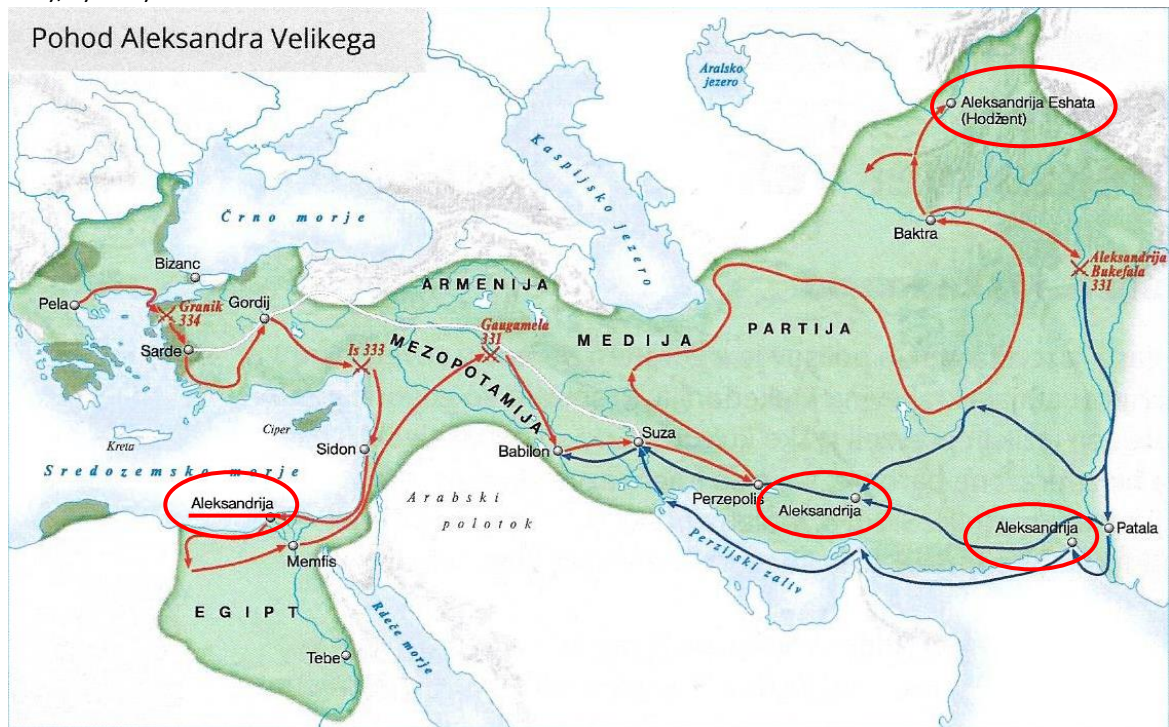 Pohod Aleksandra Velikega
Aralsko
jezero
Aleksandrija Eshata
(Hodžent)
Kaspijsko jezero
Črno morje
Baktra
Bizanc
Aleksandrija
Bukefala
331
ARMENIJA
Pela
Granik
334
Gordij
Gaugamela
331
MEDIJA
PARTIJA
Sarde
Is 333
MEZOPOTAMIJA
Kreta
Ciper
Sidon
Babilon
Suza
Sredozemsko morje
Aleksandrija
Arabski
polotok
Perzepolis
Aleksandrija
Aleksandrija
Patala
Memfis
Perzijski zaliv
EGIPT
Rdeče morje
Tebe